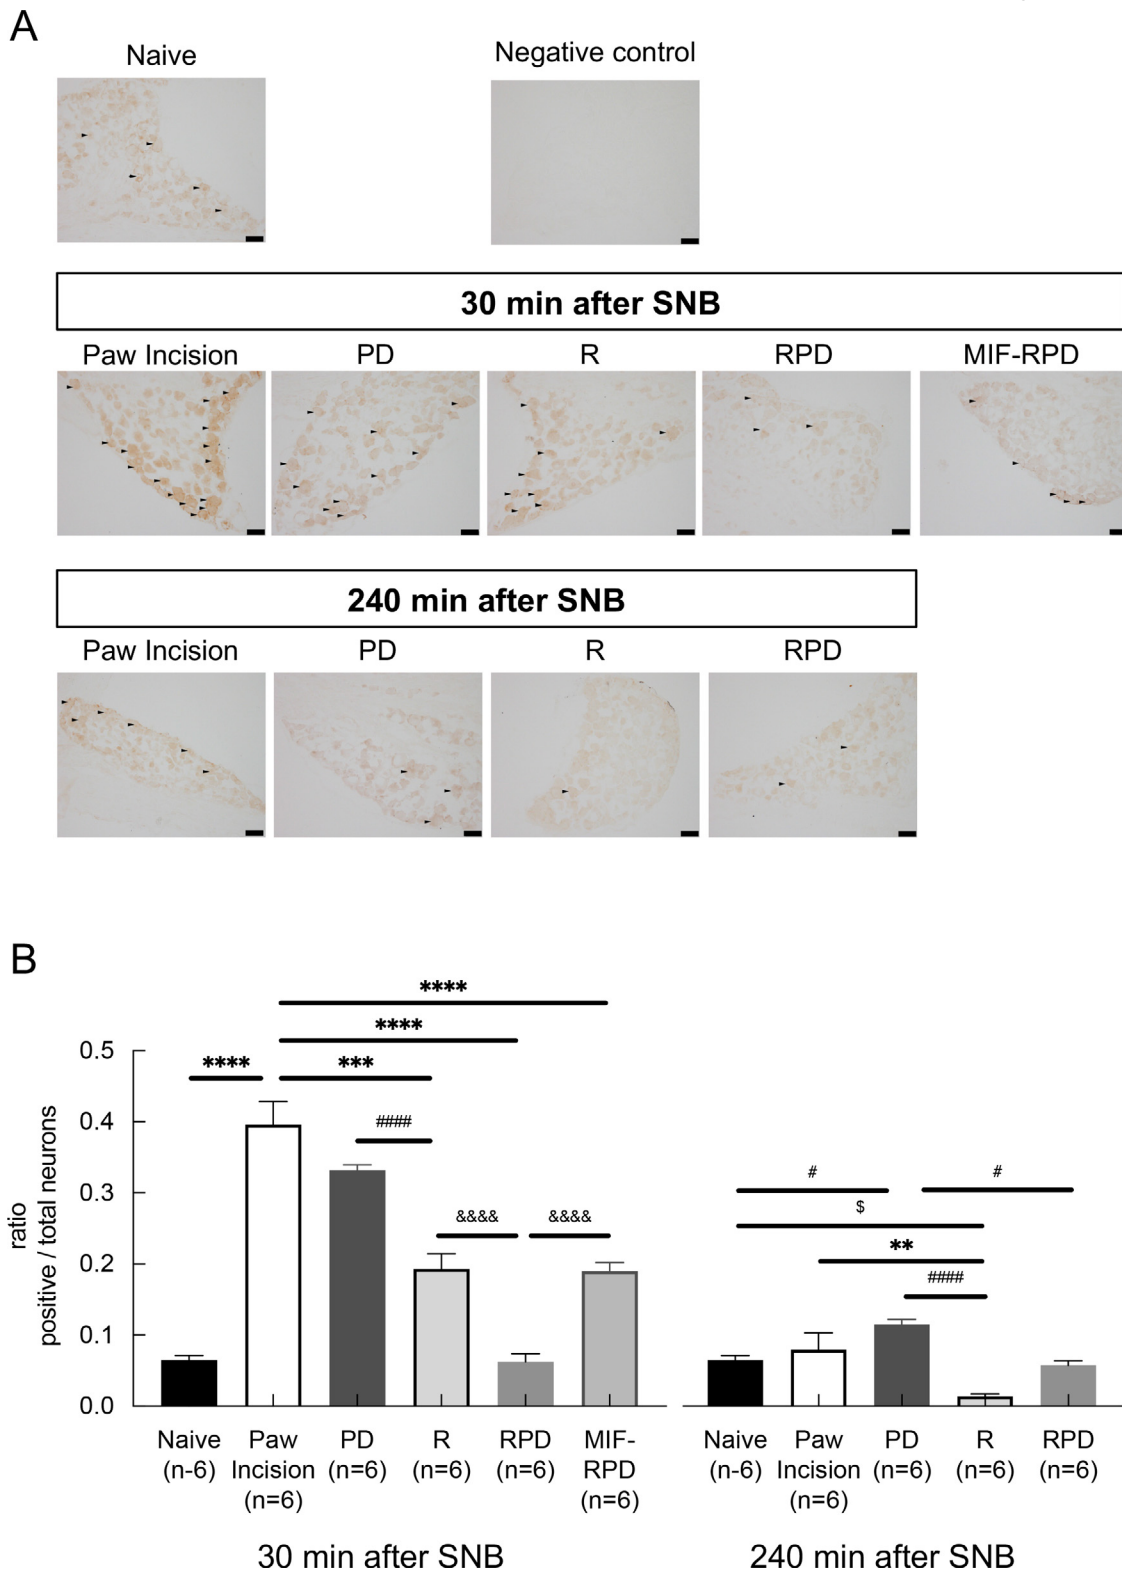 A
Naive
Negative control
30 min after SNB
Paw Incision PD R RPD MIF-RPD
240 min after SNB
Paw Incision PD R RPD
B
****
****
**** ***
####
&&&& &&&&
# #
$
**
####
ratio
positive / total neurons
0.5
0.4
0.3
0.2
0.1
0.0
Naive Paw PD R RPD MIF- Naive Paw PD R RPD
(n-6) Incision (n=6) (n=6) (n=6) RPD (n-6) Incision (n=6) (n=6) (n=6)
(n=6) (n=6) (n=6)
30 min after SNB 240 min after SNB